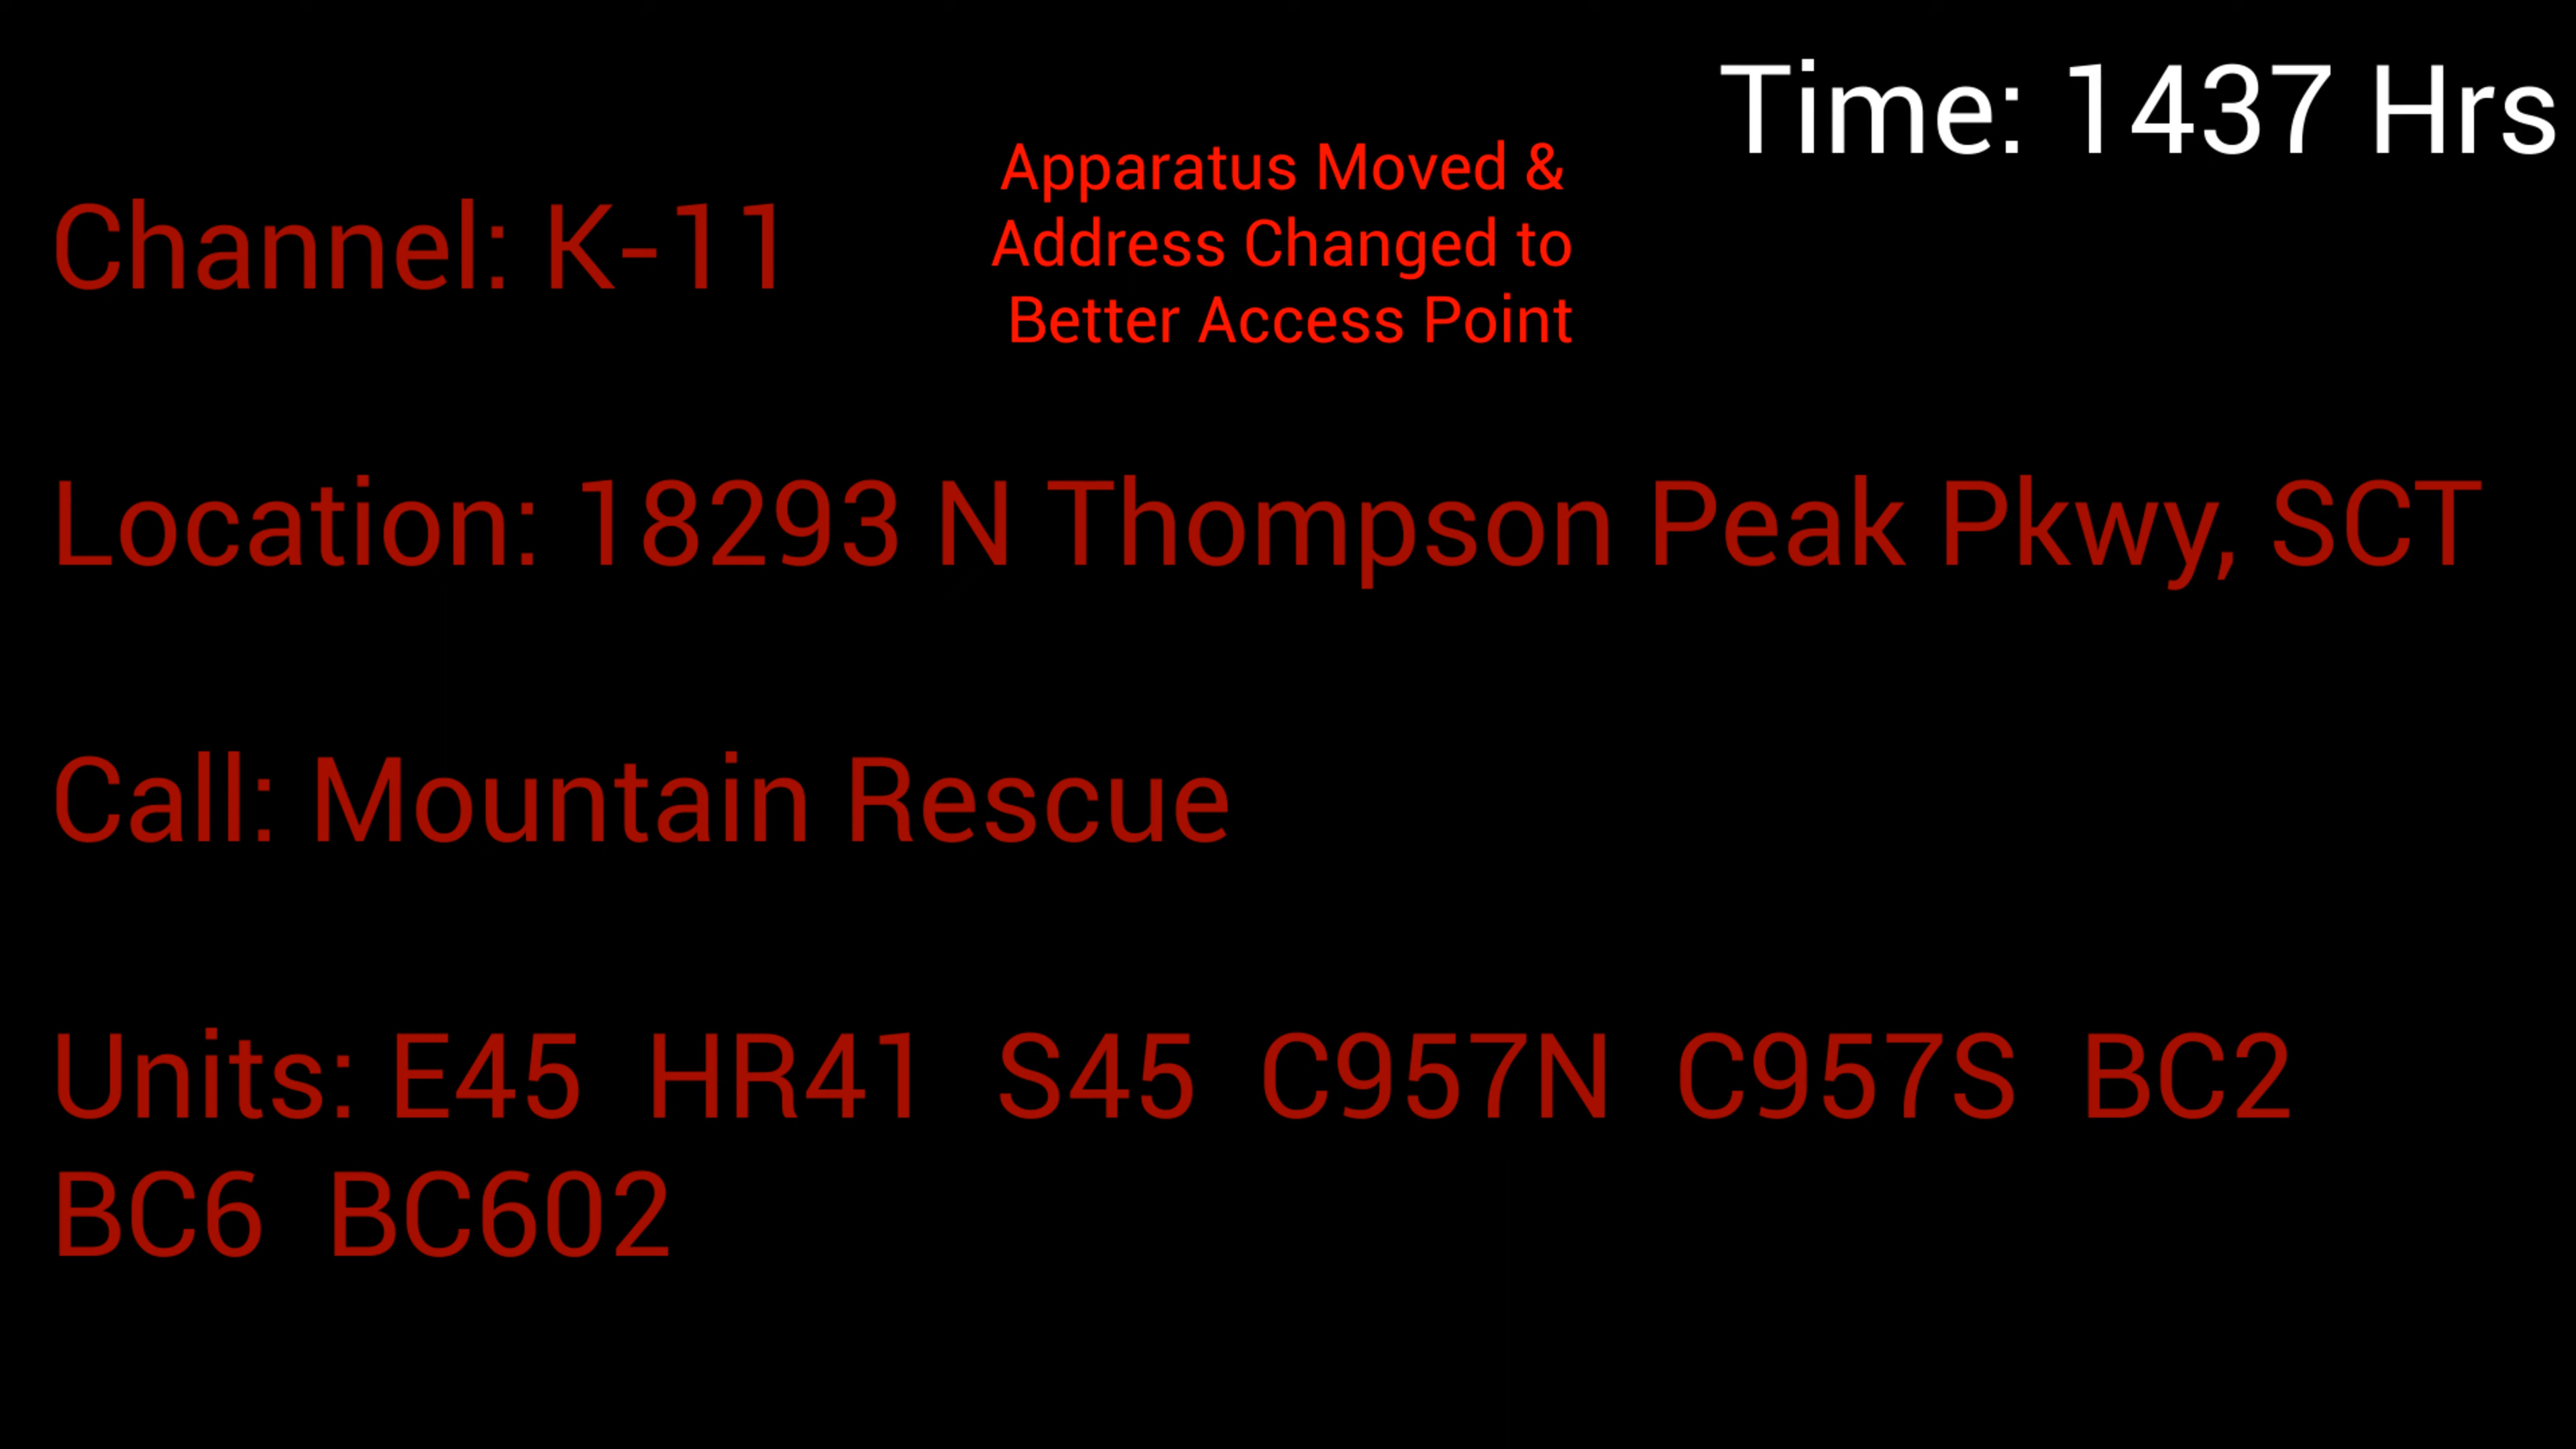 Time: 1437 Hrs
Apparatus Moved &
Address Changed to
Better Access Point
Channel: K-11
Location: 18293 N Thompson Peak Pkwy, SCT
Call: Mountain Rescue
Units: E45 HR41 S45 C957N C957S BC2
BC6 BC602